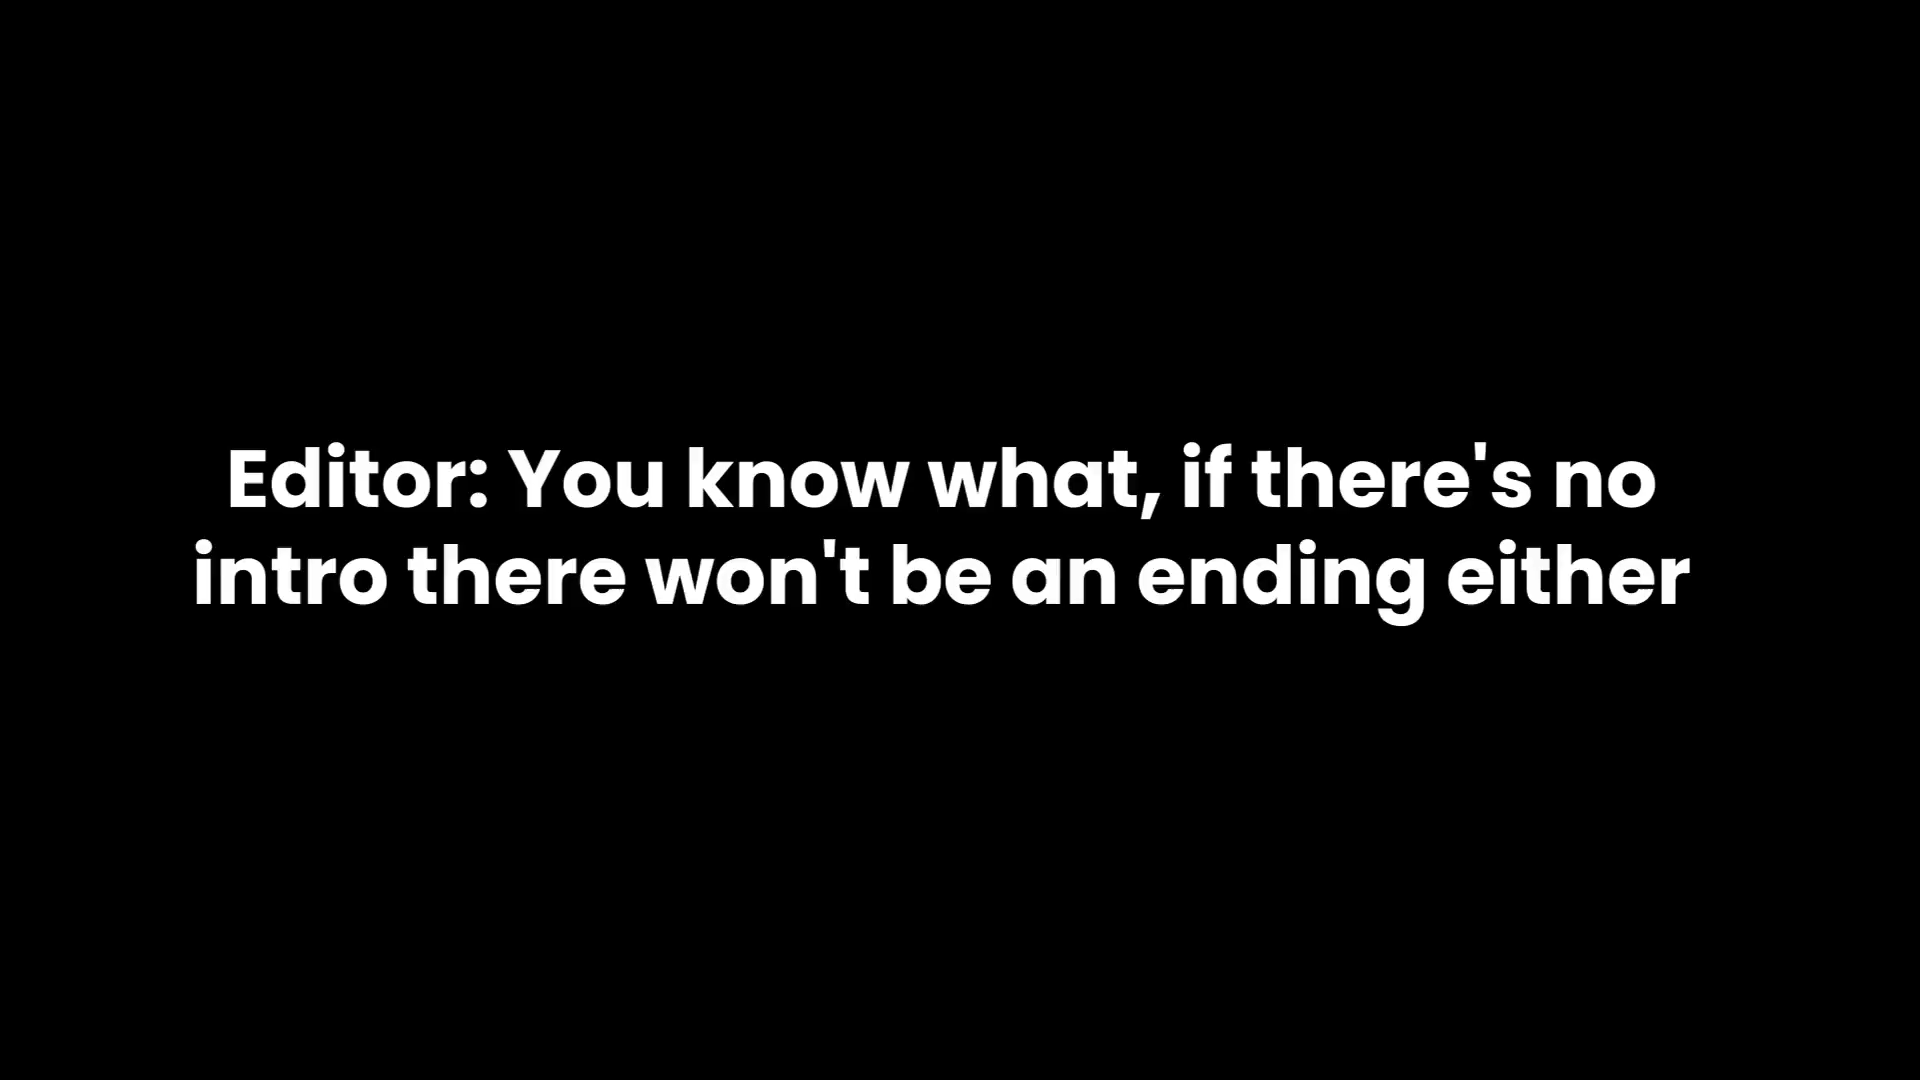 Editor: You know what, if there's no
intro there won't be an ending either